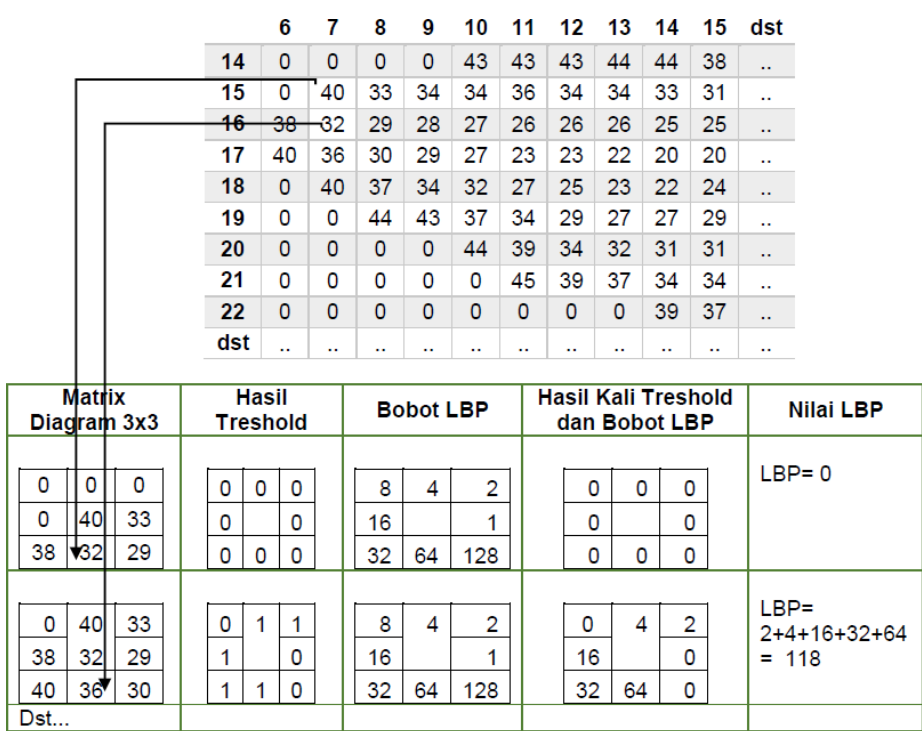 6 7 8 9 10 11 12 13 14 15 dst
14 0 0 0 0 43 43 43 44 44 38 ..
15 0 40 33 34 34 36 34 34 33 31 ..
16 38 32 29 28 27 26 26 26 25 25 ..
17 40 36 30 29 27 23 23 22 20 20 ..
18 0 40 37 34 32 27 25 23 22 24 ..
19 0 0 44 43 37 34 29 27 27 29 ..
20 0 0 0 0 44 39 34 32 31 31 ..
21 0 0 0 0 0 45 39 37 34 34 ..
22 0 0 0 0 0 0 0 0 39 37 ..
dst .. .. .. .. .. .. .. .. .. .. ..
Matrix
Diagram 3x3
Hasil
Treshold
Bobot LBP
Hasil Kali Treshold
dan Bobot LBP
Nilai LBP
0 0 0
0 40 33
38 32 29
0 0 0
0 0
0 0 0
8 4 2
16 1
32 64 128
0 0 0
0 0
0 0 0
LBP= 0
0 40 33
38 32 29
40 36 30
0 1 1
1 0
1 1 0
8 4 2
16 1
32 64 128
0 4 2
16 0
32 64 0
LBP=
2+4+16+32+64
= 118
Dst...